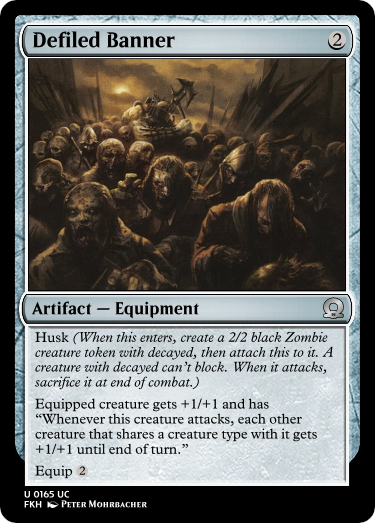 Defiled Banner 2
Artifact — Equipment
Husk (When this enters, create a 2/2 black Zombie
creature token with decayed, then attach this to it. A
creature with decayed can't block. When it attacks,
sacrifice it at end of combat.)
Equipped creature gets +1/+1 and has
“Whenever this creature attacks, each other
creature that shares a creature type with it gets
+1/+1 until end of turn.”
Equip 2
U 0165 UC
FKH Peter Mohrbacher